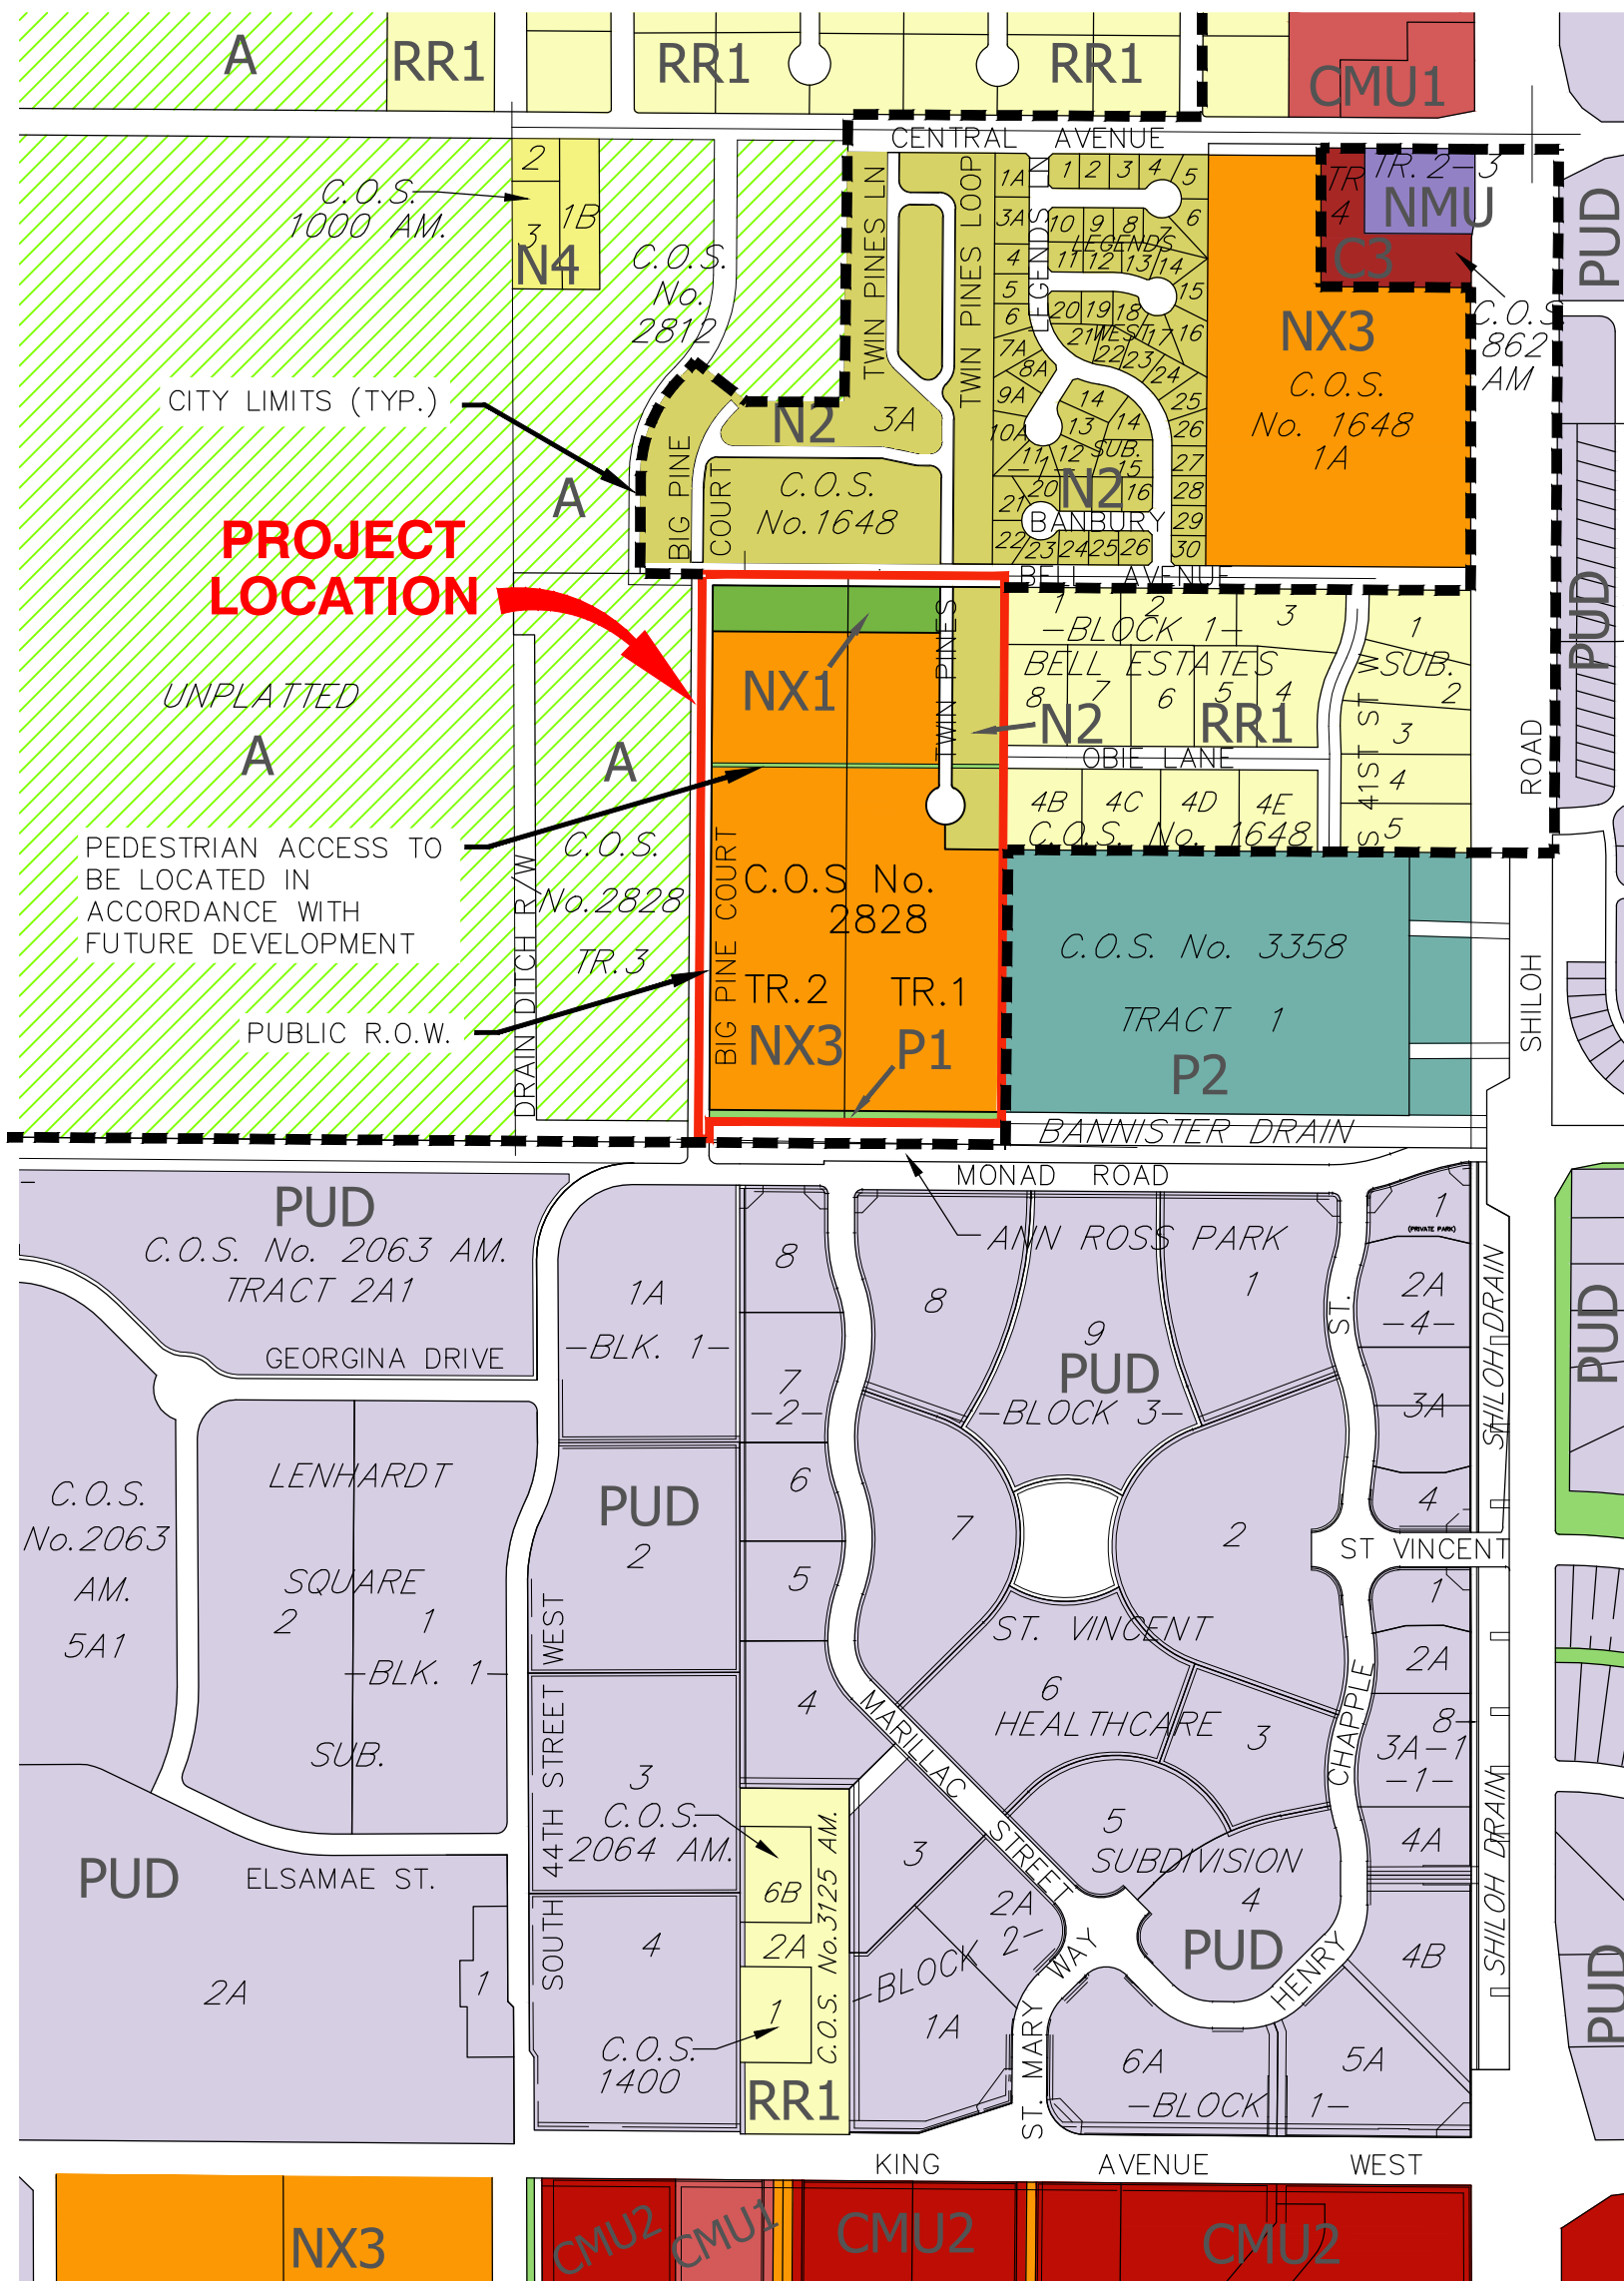 A
RR1
RR1
RR1
CMU1
CENTRAL AVENUE
2
3
1B
N4
C.O.S.
1000 AM.
C.O.S.
No.
2812
TWIN PINES LN
TWIN PINES LOOP
LEGENDS LN
1A
3A
4
5
6
7A
8A
9A
10A
11
1
2
3
4
5
6
10
9
8
7
LEGENDS
11
12
13
14
15
20
19
18
17
16
WEST
21
22
23
24
25
26
27
28
29
30
14
13
12
14
SUB.
15
-1-
16
20
21
22
23
24
25
26
N2
BANBURY
TR
4
TR. 2-3
NMU
C3
C.O.S.
862
AM
NX3
C.O.S.
No. 1648
1A
PUD
CITY LIMITS (TYP.)
N2
3A
C.O.S.
No.1648
BIG PINE
COURT
A
BELL AVENUE
PROJECT
LOCATION
UNPLATTED
A
A
NX1
TWIN PINES
N2
1
2
3
-BLOCK 1-
BELL ESTATES
8
7
6
5
4
RR1
OBIE LANE
4B
4C
4D
4E
C.O.S. No. 1648
1
SUB.
2
3
4
5
S 41ST ST W
ROAD
PUD
PEDESTRIAN ACCESS TO
BE LOCATED IN
ACCORDANCE WITH
FUTURE DEVELOPMENT
C.O.S.
No.2828
TR.3
DRAIN DITCH R/W
PUBLIC R.O.W.
BIG PINE COURT
C.O.S No.
2828
TR.2
TR.1
NX3
P1
C.O.S. No. 3358
TRACT 1
P2
SHILOH
BANNISTER DRAIN
MONAD ROAD
ANN ROSS PARK
PUD
C.O.S. No. 2063 AM.
TRACT 2A1
GEORGINA DRIVE
1A
-BLK. 1-
8
7
-2-
6
5
4
8
9
PUD
-BLOCK 3-
1
ST.
1
(PRIVATE PARK)
2A
-4-
3A
4
SHILOH DRAIN
PUD
C.O.S.
No.2063
AM.
5A1
LENHARDT
SQUARE
2
1
-BLK. 1-
SUB.
PUD
2
7
2
ST VINCENT
ST. VINCENT
6
HEALTHCARE
3
5
SUBDIVISION
4
PUD
1
2A
8-
3A-1
-1-
4A
4B
SHILOH DRAIN
CHAPPLE
HENRY
MARILLAC STREET
SOUTH 44TH STREET WEST
3
C.O.S.
2064 AM.
6B
2A
1
C.O.S. No.3125 AM.
C.O.S.
1400
RR1
4
3
2A
2-
-BLOCK
1A
ST. MARY WAY
6A
5A
-BLOCK 1-
PUD
ELSAMAE ST.
2A
1
PUD
KING AVENUE WEST
NX3
CMU2
CMU1
CMU2
CMU2